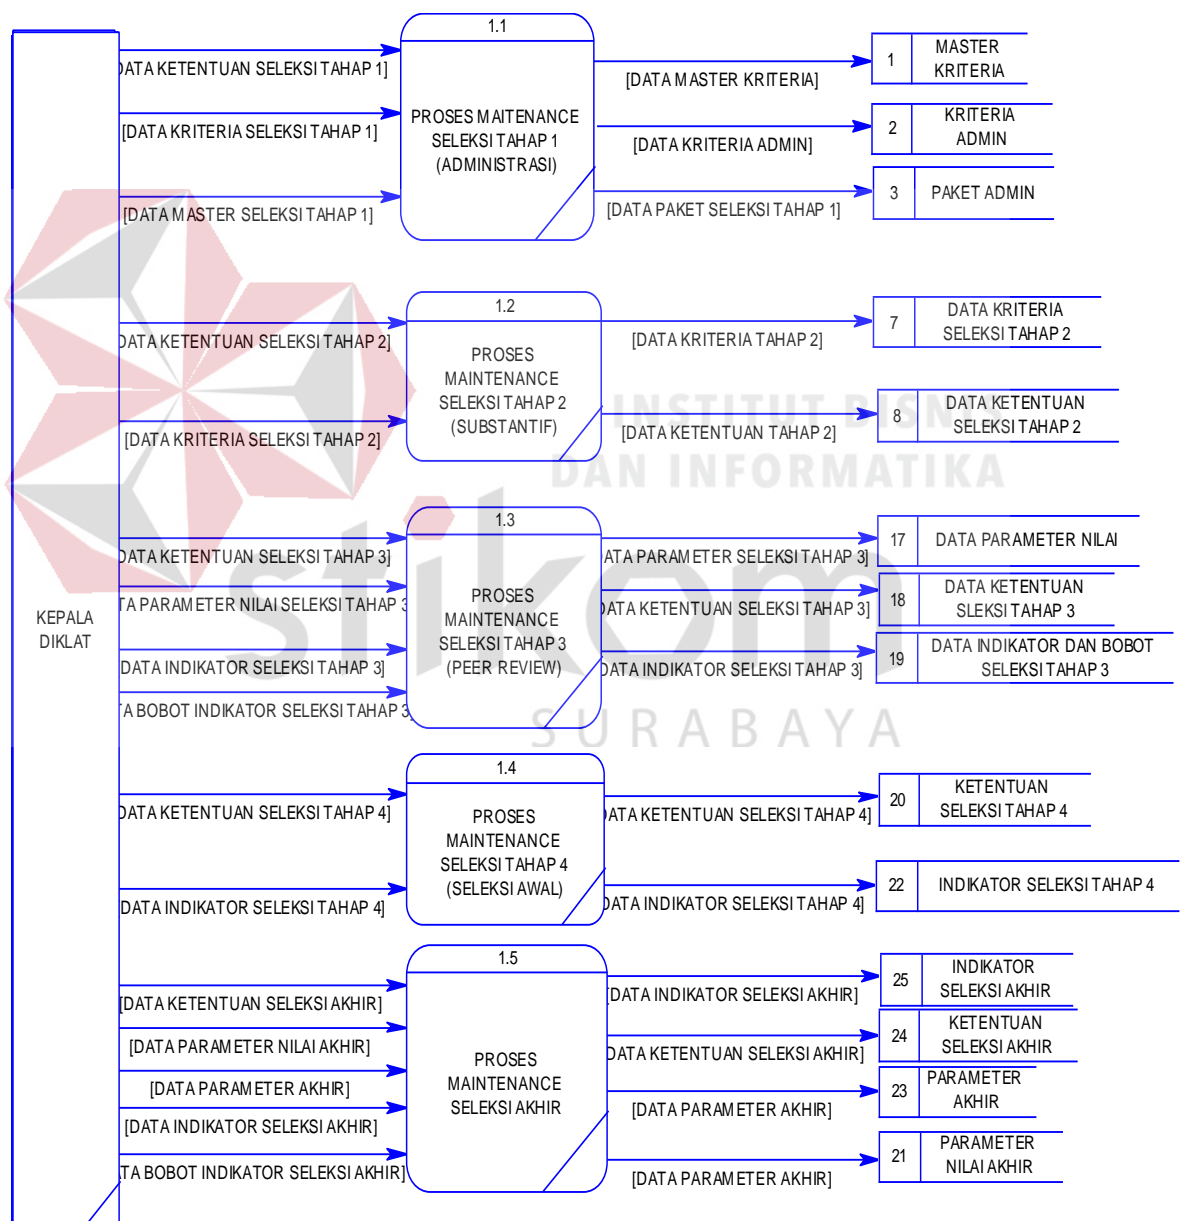 KEPALA
DIKLAT
1.1
PROSES MAITENANCE
SELEKSI TAHAP 1
(ADMINISTRASI)
DATA KETENTUAN SELEKSI TAHAP 1]
[DATA KRITERIA SELEKSI TAHAP 1]
[DATA MASTER SELEKSI TAHAP 1]
[DATA MASTER KRITERIA]
[DATA KRITERIA ADMIN]
[DATA PAKET SELEKSI TAHAP 1]
1
MASTER
KRITERIA
2
KRITERIA
ADMIN
3
PAKET ADMIN
1.2
PROSES
MAINTENANCE
SELEKSI TAHAP 2
(SUBSTANTIF)
DATA KETENTUAN SELEKSI TAHAP 2]
[DATA KRITERIA SELEKSI TAHAP 2]
[DATA KRITERIA TAHAP 2]
[DATA KETENTUAN TAHAP 2]
7
DATA KRITERIA
SELEKSI TAHAP 2
8
DATA KETENTUAN
SELEKSI TAHAP 2
INSTITUT BISNIS
DAN INFORMATIKA
stikom
SURABAYA
1.3
PROSES
MAINTENANCE
SELEKSI TAHAP 3
(PEER REVIEW)
DATA KETENTUAN SELEKSI TAHAP 3]
TA PARAMETER NILAI SELEKSI TAHAP 3
[DATA INDIKATOR SELEKSI TAHAP 3]
TA BOBOT INDIKATOR SELEKSI TAHAP 3]
ATA PARAMETER SELEKSI TAHAP 3]
DATA KETENTUAN SELEKSI TAHAP 3]
DATA INDIKATOR SELEKSI TAHAP 3]
17
DATA PARAMETER NILAI
18
DATA KETENTUAN
SLEKSI TAHAP 3
19
DATA INDIKATOR DAN BOBOT
SELEKSI TAHAP 3
1.4
PROSES
MAINTENANCE
SELEKSI TAHAP 4
(SELEKSI AWAL)
DATA KETENTUAN SELEKSI TAHAP 4]
[DATA INDIKATOR SELEKSI TAHAP 4]
DATA KETENTUAN SELEKSI TAHAP 4]
DATA INDIKATOR SELEKSI TAHAP 4]
20
KETENTUAN
SELEKSI TAHAP 4
22
INDIKATOR SELEKSI TAHAP 4
1.5
PROSES
MAINTENANCE
SELEKSI AKHIR
[DATA KETENTUAN SELEKSI AKHIR]
[DATA PARAMETER NILAI AKHIR]
[DATA PARAMETER AKHIR]
[DATA INDIKATOR SELEKSI AKHIR]
TA BOBOT INDIKATOR SELEKSI AKHIR]
[DATA INDIKATOR SELEKSI AKHIR]
DATA KETENTUAN SELEKSI AKHIR]
[DATA PARAMETER AKHIR]
[DATA PARAMETER AKHIR]
25
INDIKATOR
SELEKSI AKHIR
24
KETENTUAN
SELEKSI AKHIR
23
PARAMETER
AKHIR
21
PARAMETER
NILAI AKHIR